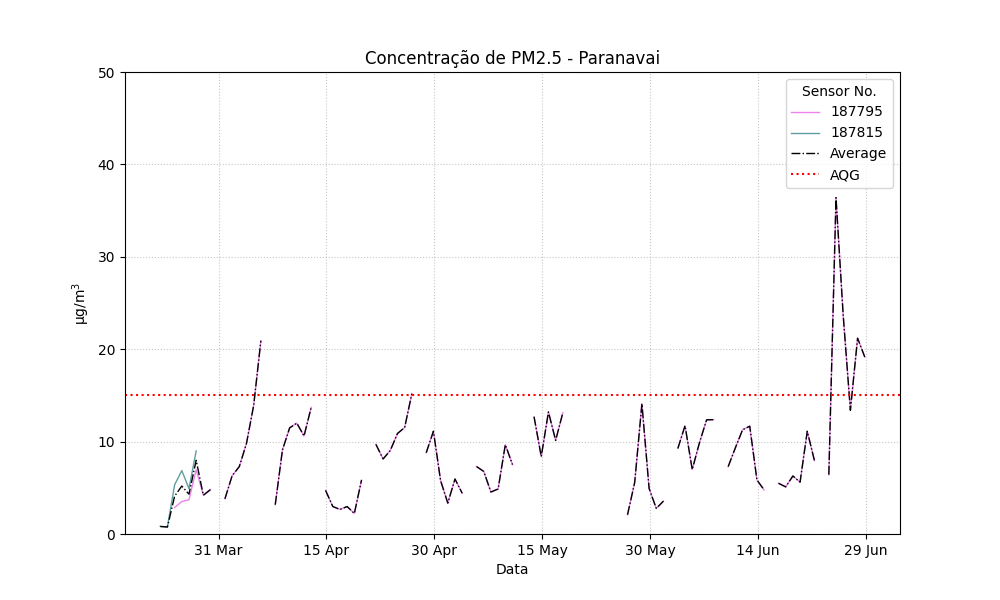 Concentração de PM2.5 - Paranavai
Sensor No.
187795
187815
Average
AQG
50
40
30
20
10
0
µg/m³
31 Mar
15 Apr
30 Apr
15 May
30 May
14 Jun
29 Jun
Data